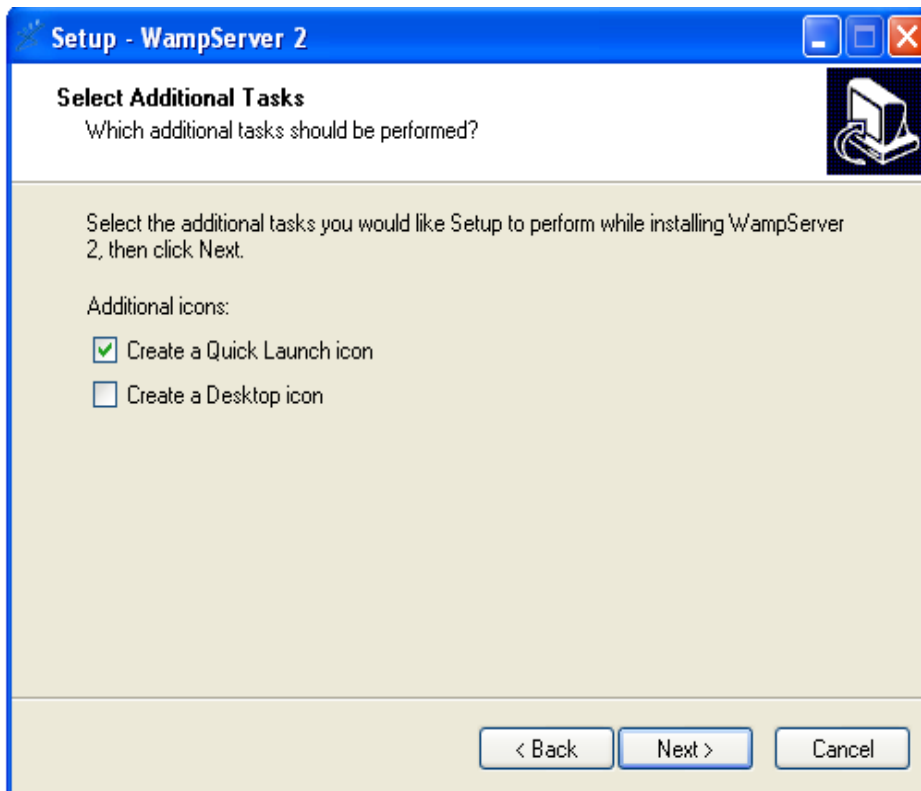 Setup - WampServer 2
Select Additional Tasks
Which additional tasks should be performed?
Select the additional tasks you would like Setup to perform while installing WampServer
2, then click Next.
Additional icons:
Create a Quick Launch icon
Create a Desktop icon
< Back Next > Cancel